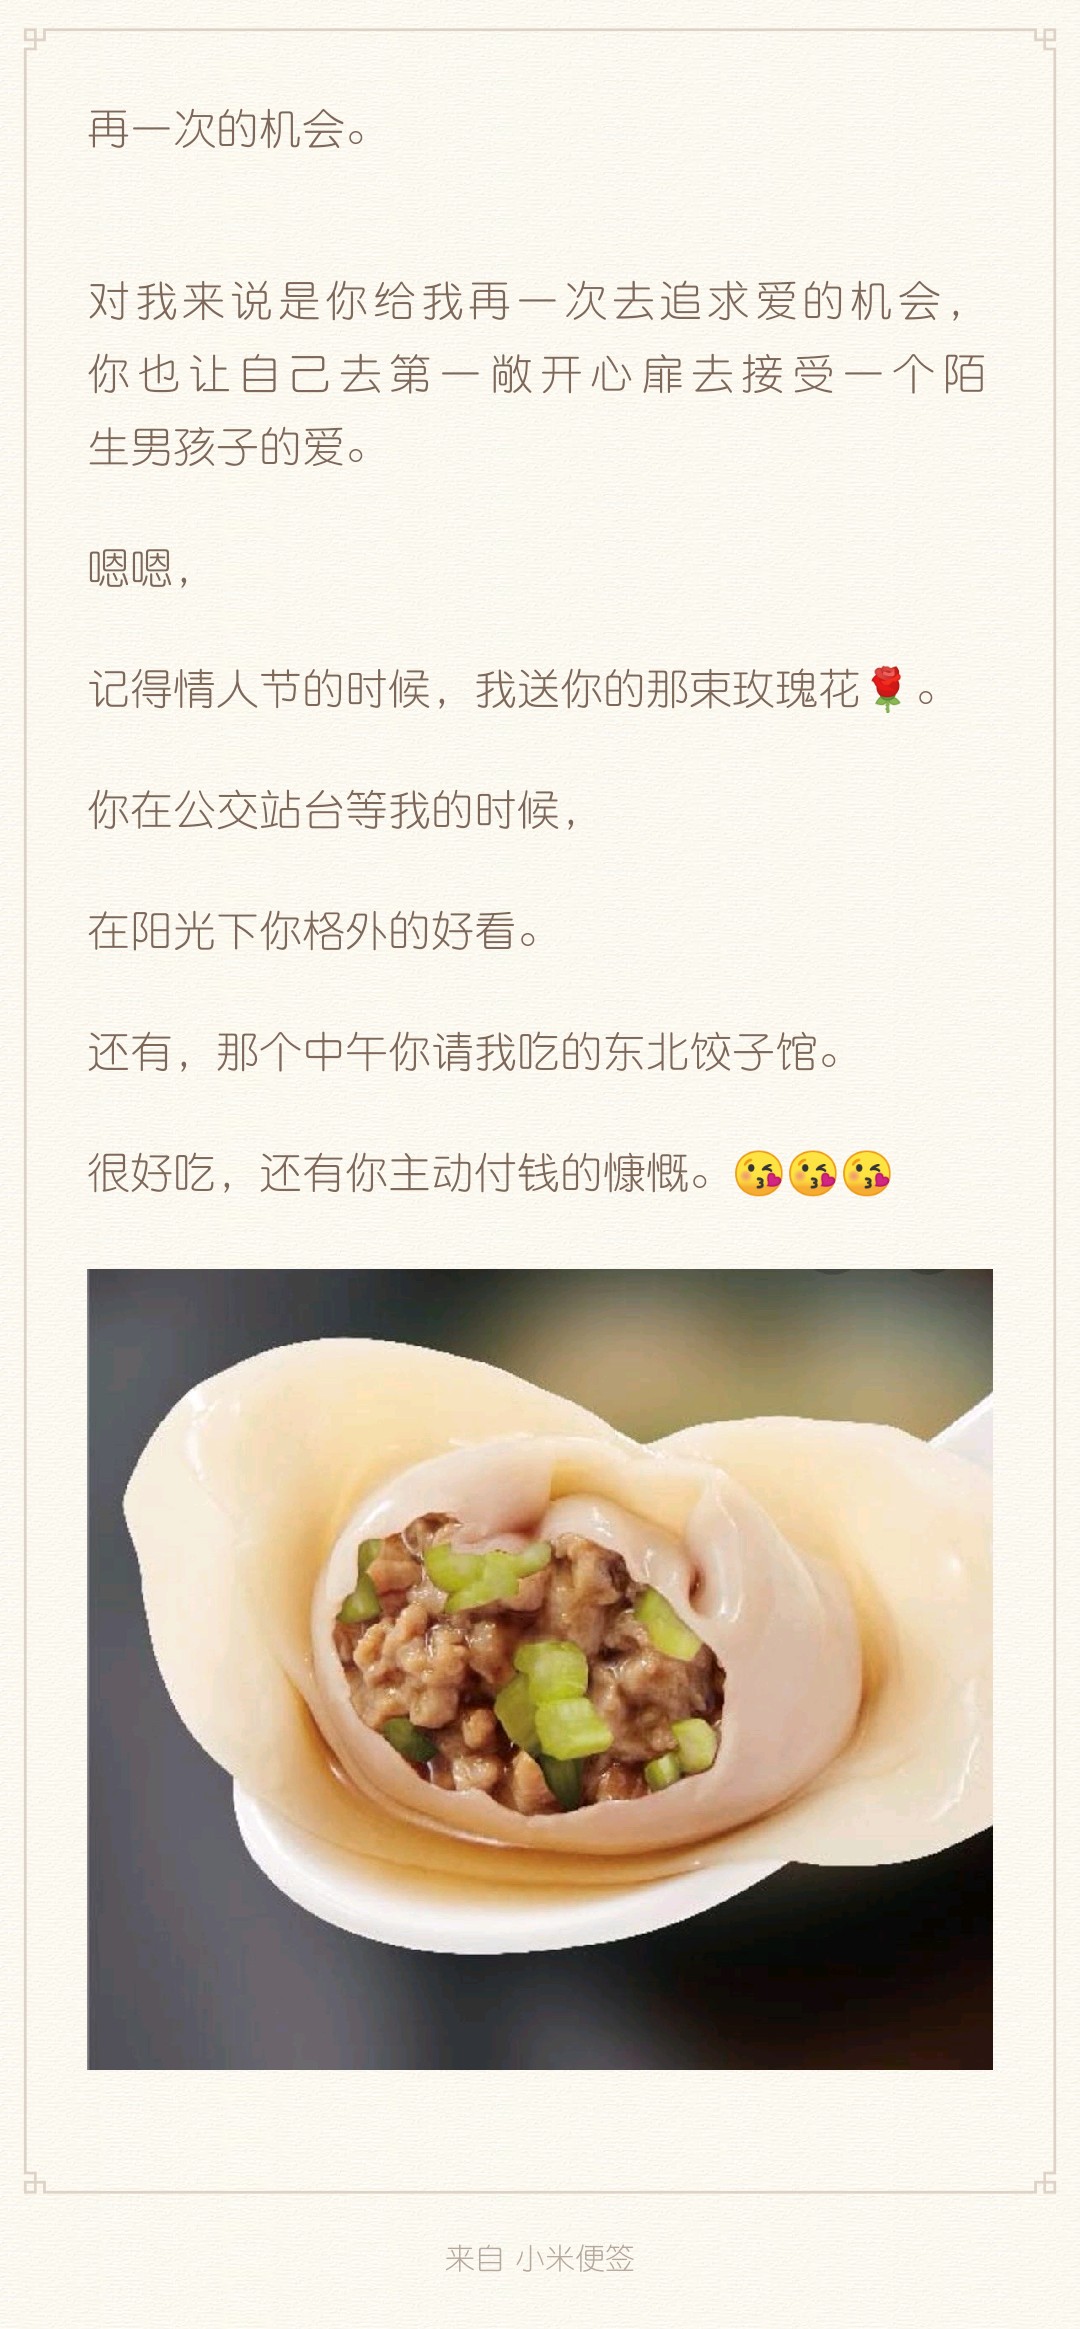 再一次的机会。
对我来说是你给我再一次去追求爱的机会，
你也让自己去第一敞开心扉去接受一个陌
生男孩子的爱。
嗯嗯，
记得情人节的时候，我送你的那束玫瑰花🌹。
你在公交站台等我的时候，
在阳光下你格外的好看。
还有，那个中午你请我吃的东北饺子馆。
很好吃，还有你主动付钱的慷慨。😘😘😘
来自 小米便签